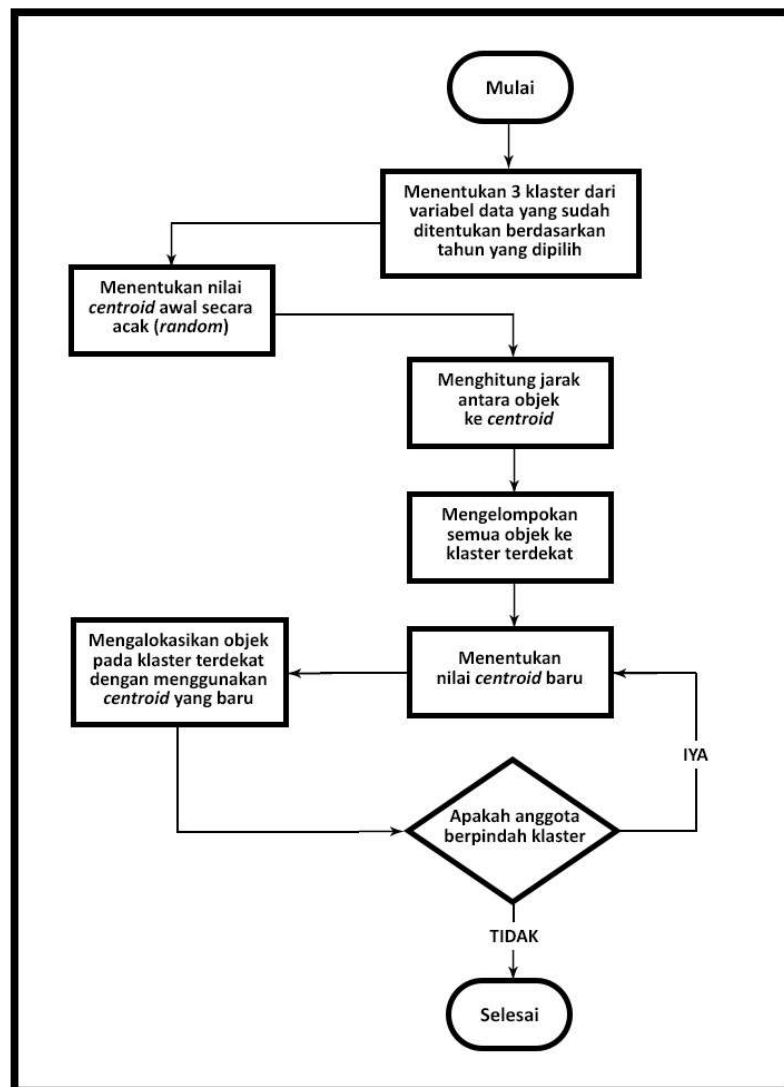 Mulai
Menentukan 3 klaster dari
variabel data yang sudah
ditentukan berdasarkan
tahun yang dipilih
Menentukan nilai
centroid awal secara
acak (random)
Menghitung jarak
antara objek
ke centroid
Mengelompokan
semua objek ke
klaster terdekat
Menentukan
nilai centroid baru
Mengalokasikan objek
pada klaster terdekat
dengan menggunakan
centroid yang baru
Apakah anggota
berpindah klaster
IYA
TIDAK
Selesai